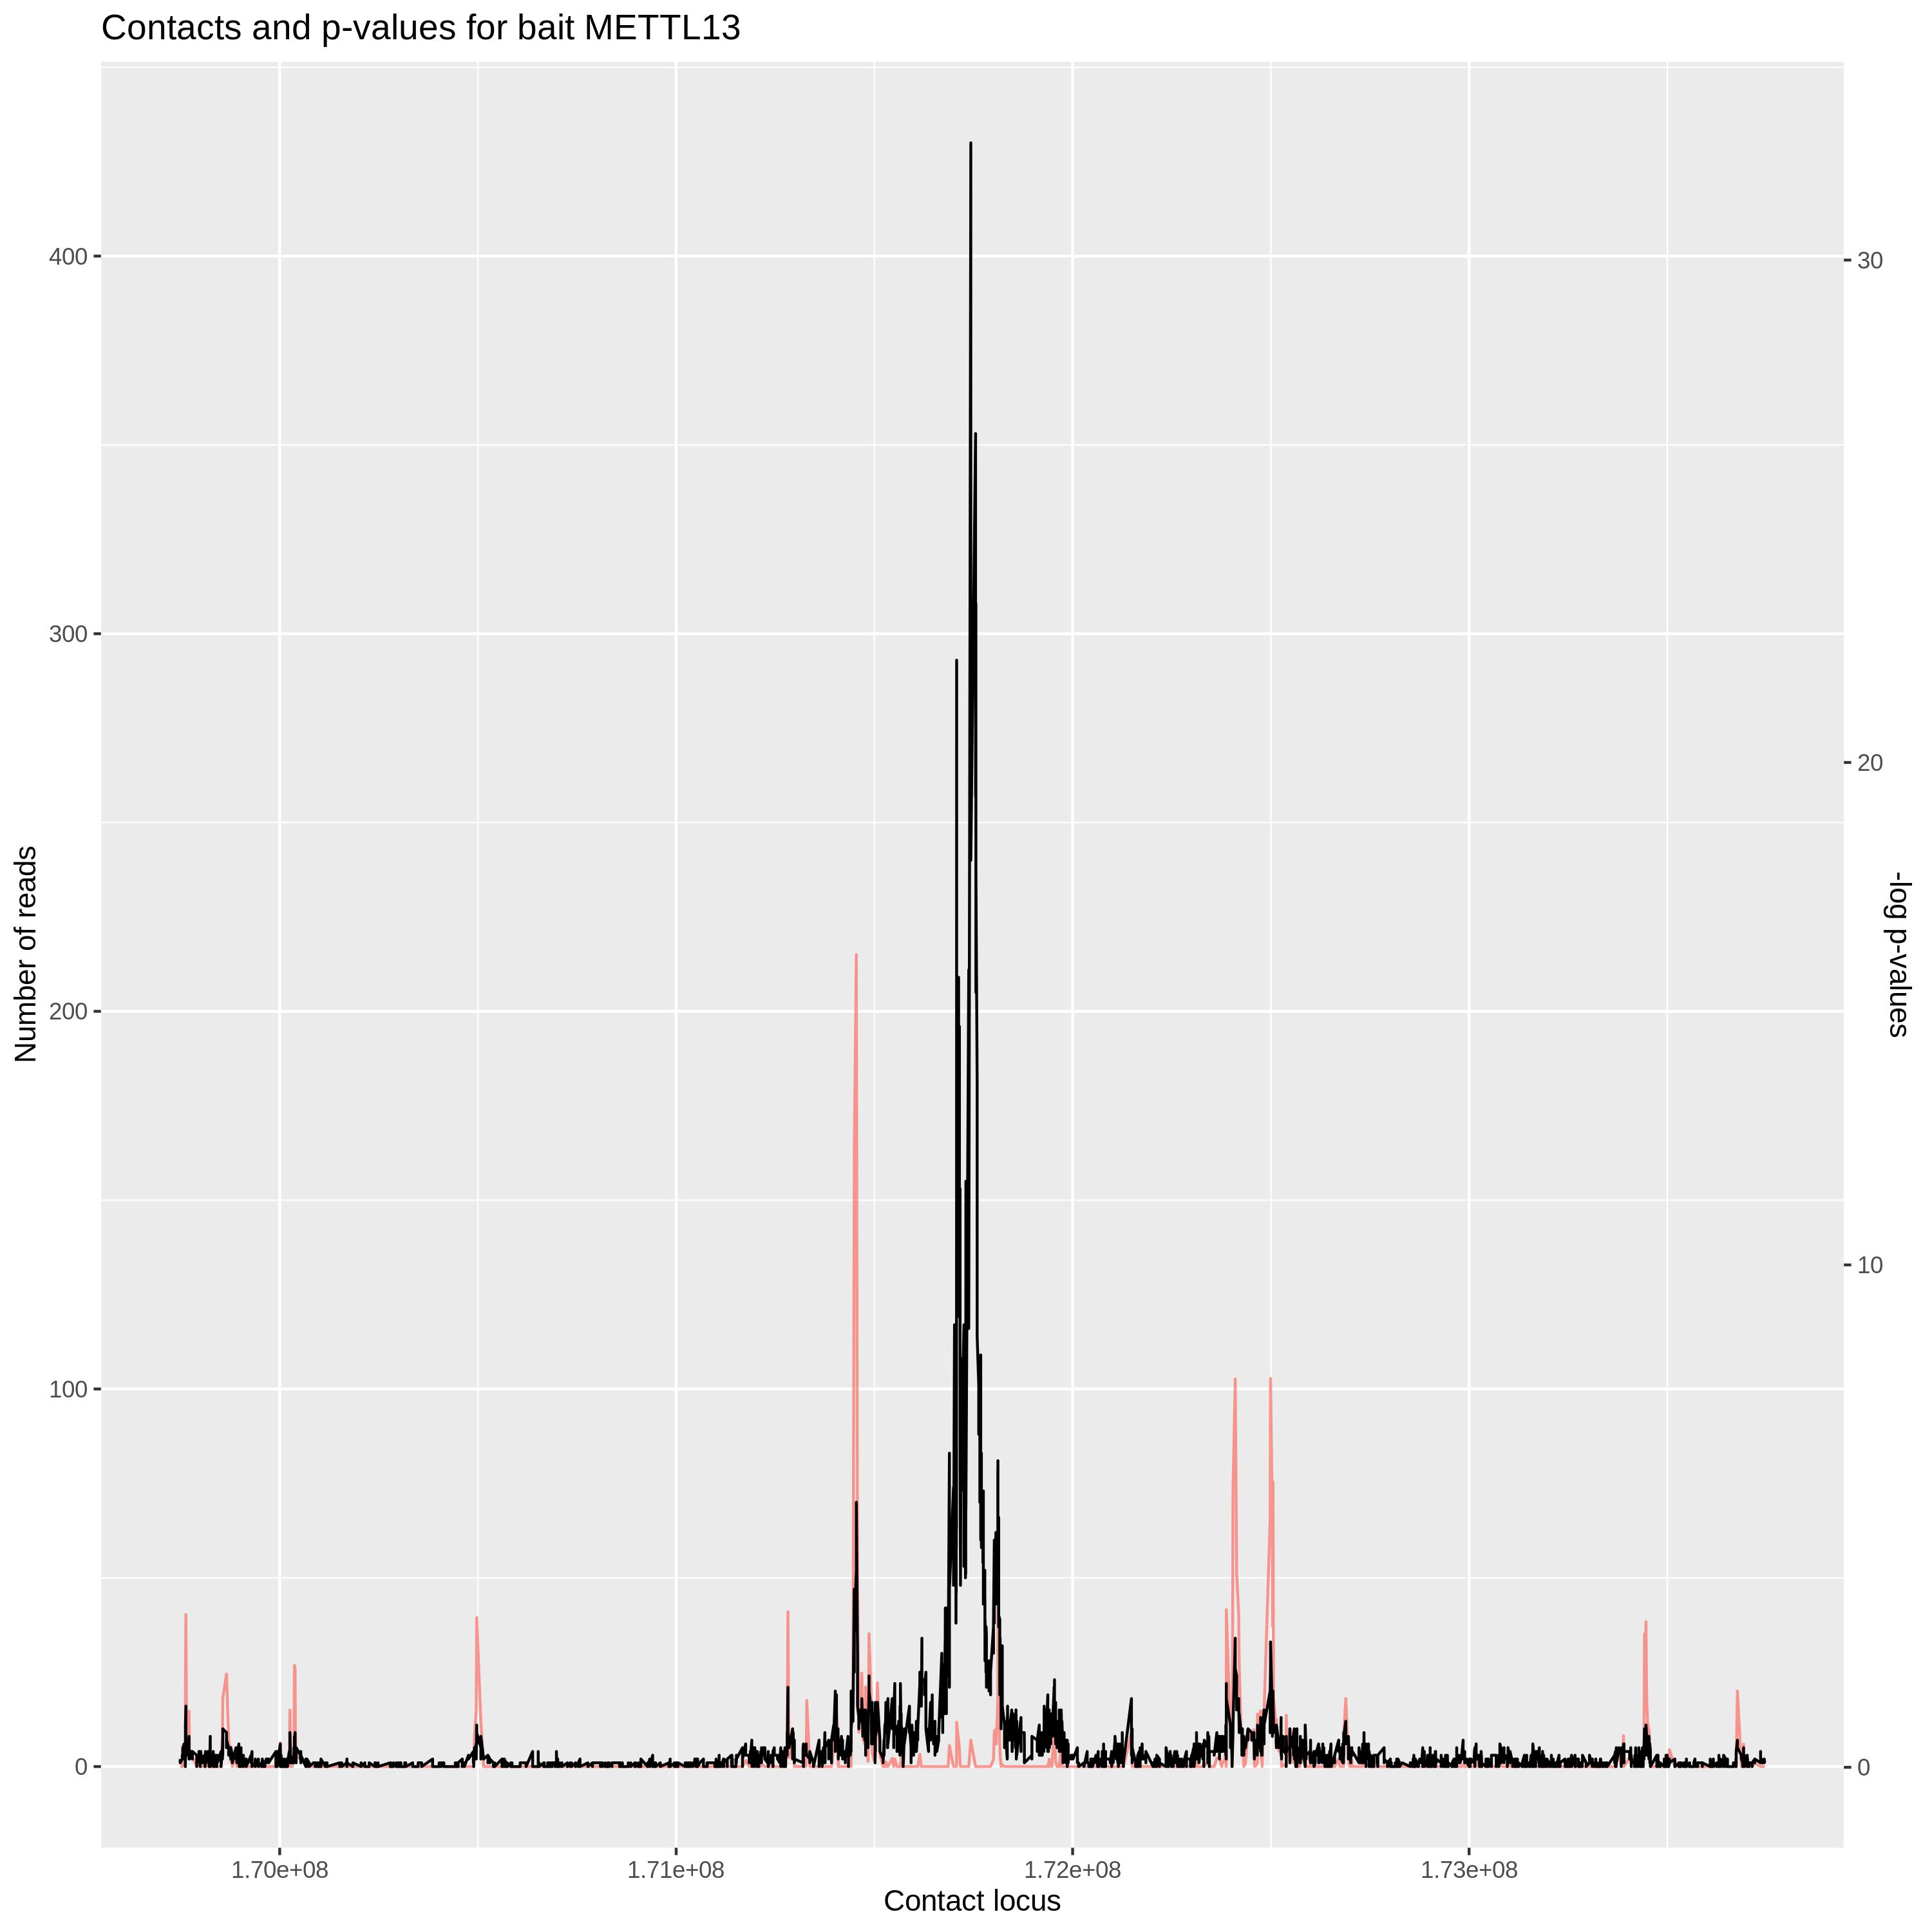 Contacts and p-values for bait METTL13
Number of reads
400
300
200
100
0
30
20
10
0
-log p-values
1.70e+08
1.71e+08
1.72e+08
1.73e+08
Contact locus